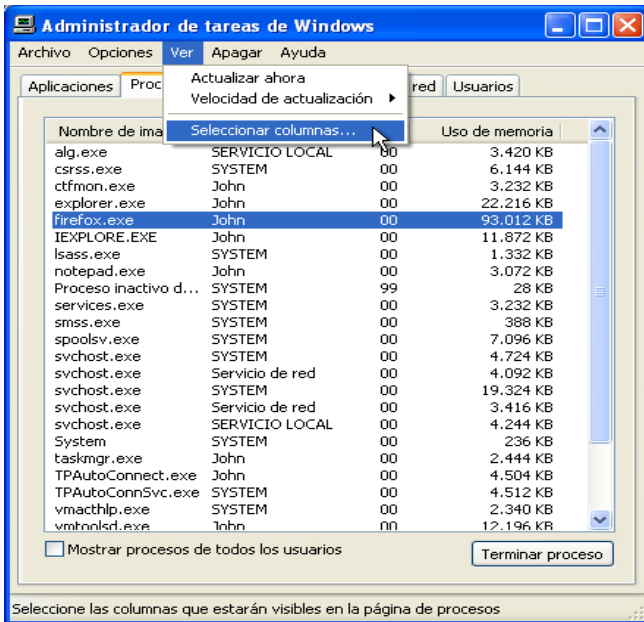 Administrador de tareas de Windows
Archivo Opciones Ver Apagar Ayuda
Actualizar ahora
Velocidad de actualización
Seleccionar columnas...
Aplicaciones Proc red Usuarios
Nombre de ima Uso de memoria
alg.exe SERVICIO LOCAL 00 3.420 KB
csrss.exe SYSTEM 00 6.144 KB
ctfmon.exe John 00 3.232 KB
explorer.exe John 00 22.216 KB
firefox.exe John 00 93.012 KB
IEXPLORE.EXE John 00 11.872 KB
lsass.exe SYSTEM 00 1.332 KB
notepad.exe John 00 3.072 KB
Proceso inactivo d... SYSTEM 99 28 KB
services.exe SYSTEM 00 3.232 KB
smss.exe SYSTEM 00 388 KB
spoolsv.exe SYSTEM 00 7.096 KB
svchost.exe SYSTEM 00 4.724 KB
svchost.exe Servicio de red 00 4.092 KB
svchost.exe SYSTEM 00 19.324 KB
svchost.exe Servicio de red 00 3.416 KB
svchost.exe SERVICIO LOCAL 00 4.244 KB
System SYSTEM 00 236 KB
taskmgr.exe John 00 2.444 KB
TPAutoConnect.exe John 00 4.504 KB
TPAutoConnSvc.exe SYSTEM 00 4.512 KB
vmacthlp.exe SYSTEM 00 2.340 KB
vmtoolsd.exe John 00 12.196 KB
Mostrar procesos de todos los usuarios
Terminar proceso
Seleccione las columnas que estarán visibles en la página de procesos